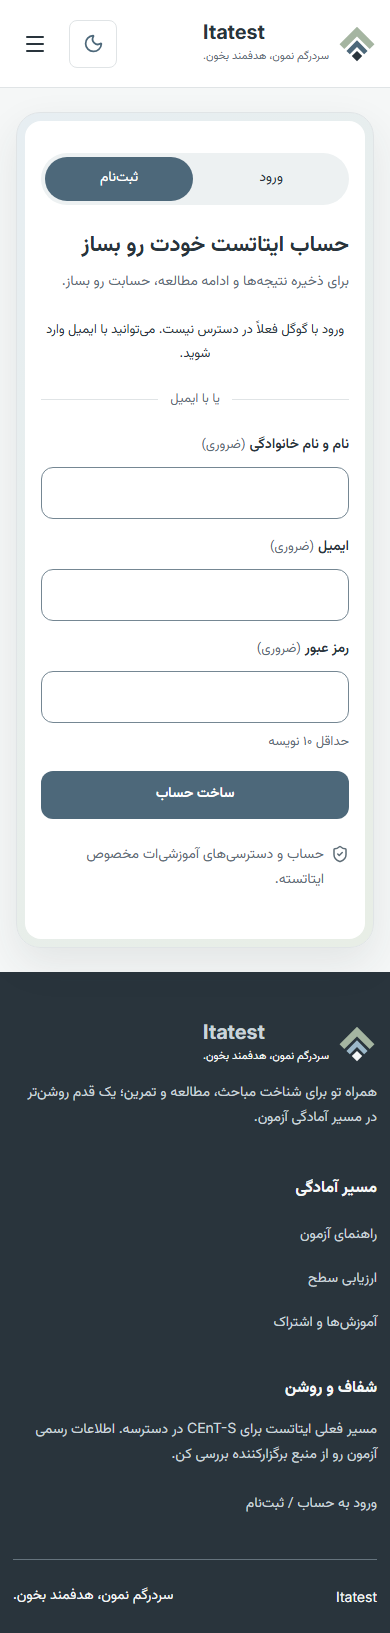 Itatest
سردرگم نمون، هدفمند بخون.
ورود
ثبت‌نام
حساب ایتاتست خودت رو بساز
برای ذخیره نتیجه‌ها و ادامه مطالعه، حسابت رو بساز.
ورود با گوگل فعلاً در دسترس نیست. می‌توانید با ایمیل وارد
شوید.
یا با ایمیل
نام و نام خانوادگی (ضروری)
ایمیل (ضروری)
رمز عبور (ضروری)
حداقل ۱۰ نویسه
ساخت حساب
حساب و دسترسی‌های آموزشی‌ات مخصوص
ایتاتسته.
Itatest
سردرگم نمون، هدفمند بخون.
همراه تو برای شناخت مباحث، مطالعه و تمرین؛ یک قدم روشن‌تر
در مسیر آمادگی آزمون.
مسیر آمادگی
راهنمای آزمون
ارزیابی سطح
آموزش‌ها و اشتراک
شفاف و روشن
مسیر فعلی ایتاتست برای CEnT-S در دسترسه. اطلاعات رسمی
آزمون رو از منبع برگزارکننده بررسی کن.
ورود به حساب / ثبت‌نام
Itatest
سردرگم نمون، هدفمند بخون.